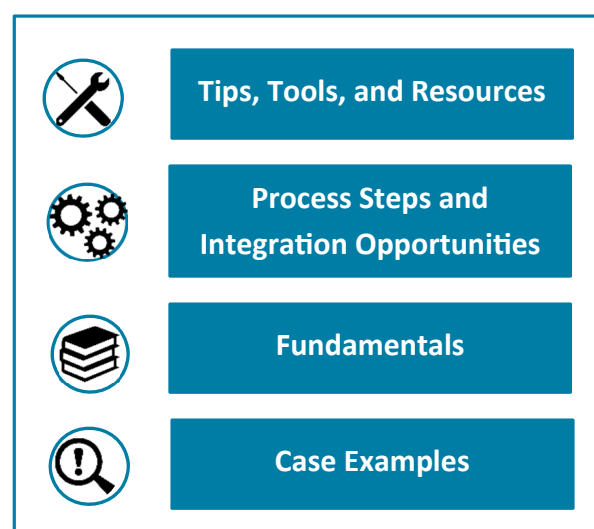 Tips, Tools, and Resources
Process Steps and
Integration Opportunities
Fundamentals
Case Examples